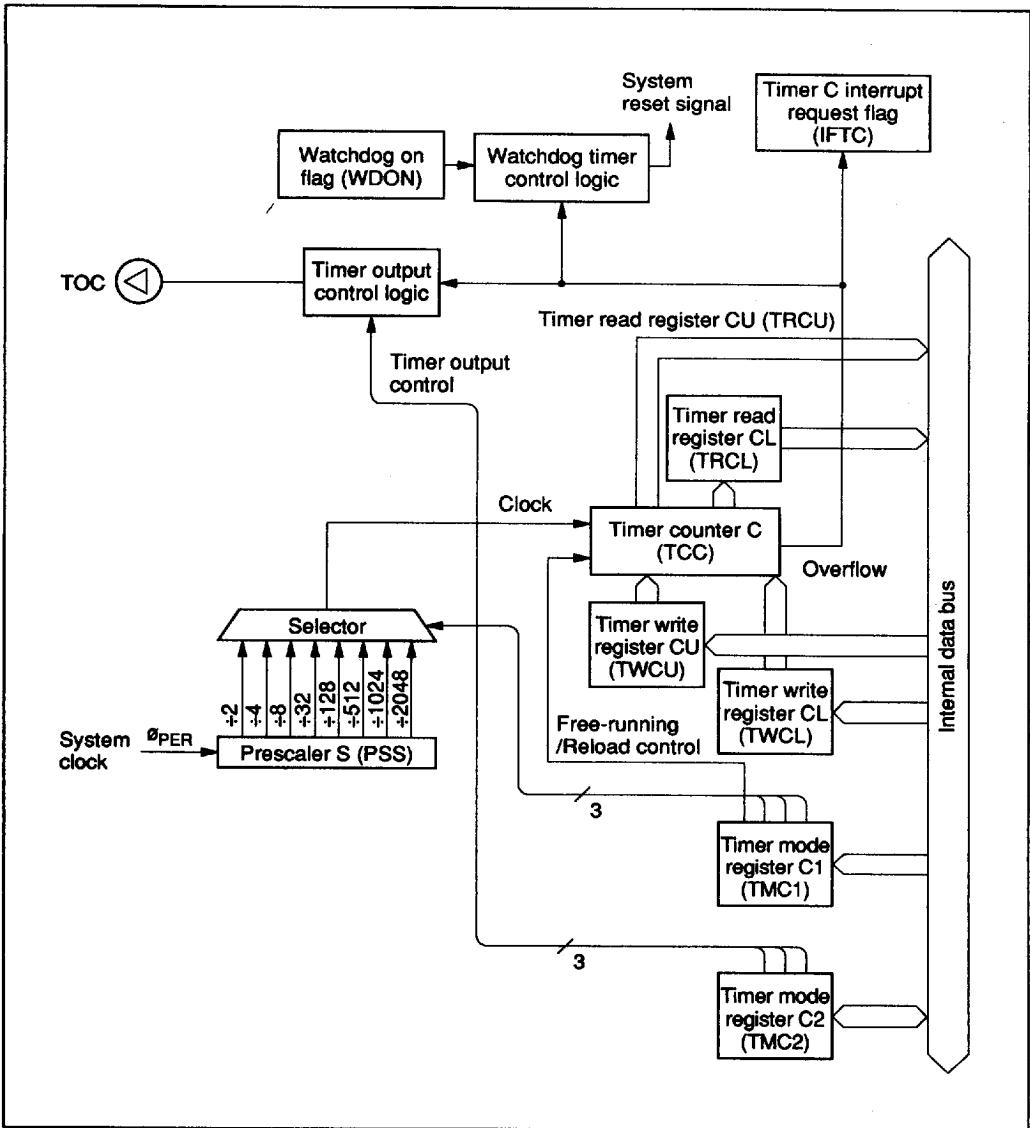 System
reset signal
Timer C interrupt
request flag
(IFTC)
Watchdog on
flag (WDON)
Watchdog timer
control logic
TOC
Timer output
control logic
Timer read register CU (TRCU)
Timer output
control
Timer read
register CL
(TRCL)
Clock
Timer counter C
(TCC)
Overflow
Internal data bus
Selector
Timer write
register CU
(TWCU)
÷2
÷4
÷8
÷32
÷128
÷512
÷1024
÷2048
Timer write
register CL
(TWCL)
System
clock
øPER
Prescaler S (PSS)
Free-running
/Reload control
3
Timer mode
register C1
(TMC1)
3
Timer mode
register C2
(TMC2)